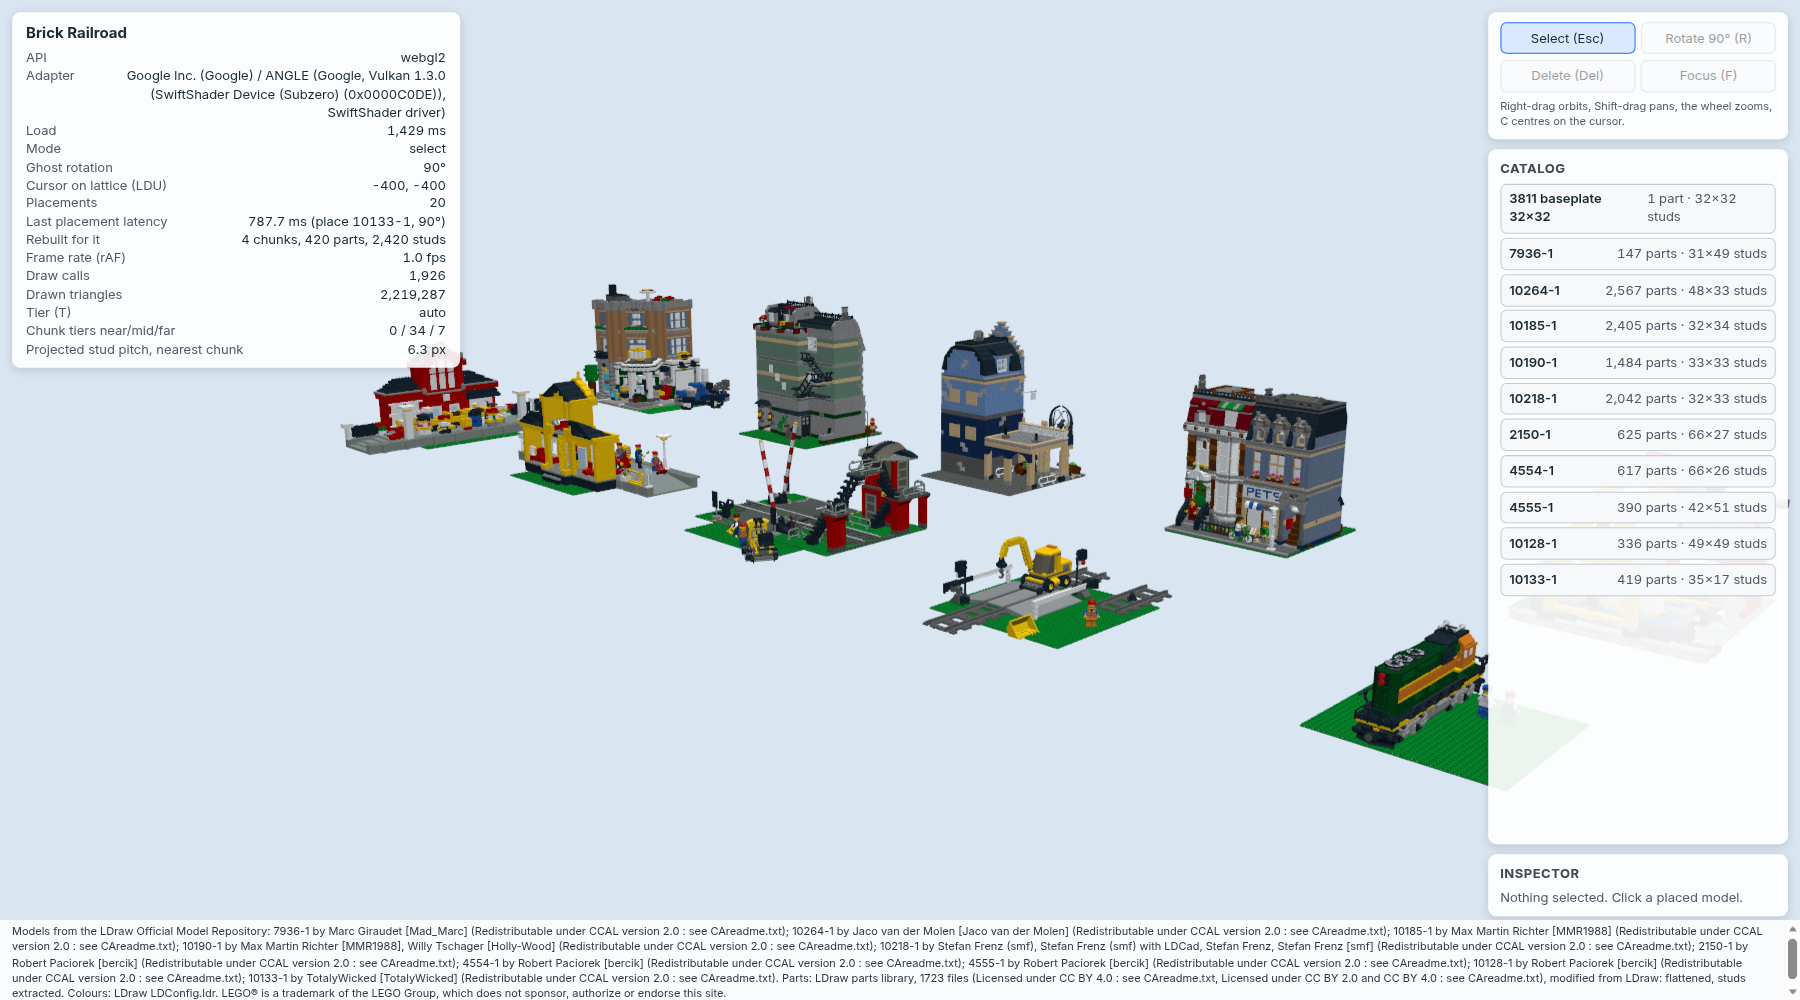 Brick Railroad
API webgl2
Adapter Google Inc. (Google) / ANGLE (Google, Vulkan 1.3.0
(SwiftShader Device (Subzero) (0x0000C0DE)),
SwiftShader driver)
Load 1,429 ms
Mode select
Ghost rotation 90°
Cursor on lattice (LDU) -400, -400
Placements 20
Last placement latency 787.7 ms (place 10133-1, 90°)
Rebuilt for it 4 chunks, 420 parts, 2,420 studs
Frame rate (rAF) 1.0 fps
Draw calls 1,926
Drawn triangles 2,219,287
Tier (T) auto
Chunk tiers near/mid/far 0 / 34 / 7
Projected stud pitch, nearest chunk 6.3 px
PETS
Select (Esc) Rotate 90° (R)
Delete (Del) Focus (F)
Right-drag orbits, Shift-drag pans, the wheel zooms,
C centres on the cursor.
CATALOG
3811 baseplate 1 part · 32×32
32×32 studs
7936-1 147 parts · 31×49 studs
10264-1 2,567 parts · 48×33 studs
10185-1 2,405 parts · 32×34 studs
10190-1 1,484 parts · 33×33 studs
10218-1 2,042 parts · 32×33 studs
2150-1 625 parts · 66×27 studs
4554-1 617 parts · 66×26 studs
4555-1 390 parts · 42×51 studs
10128-1 336 parts · 49×49 studs
10133-1 419 parts · 35×17 studs
INSPECTOR
Nothing selected. Click a placed model.
Models from the LDraw Official Model Repository: 7936-1 by Marc Giraudet [Mad_Marc] (Redistributable under CCAL version 2.0 : see CAreadme.txt); 10264-1 by Jaco van der Molen [Jaco van der Molen] (Redistributable under CCAL version 2.0 : see CAreadme.txt); 10185-1 by Max Martin Richter [MMR1988] (Redistributable under CCAL
version 2.0 : see CAreadme.txt); 10190-1 by Max Martin Richter [MMR1988], Willy Tschager [Holly-Wood] (Redistributable under CCAL version 2.0 : see CAreadme.txt); 10218-1 by Stefan Frenz (smf), Stefan Frenz (smf) with LDCad, Stefan Frenz, Stefan Frenz [smf] (Redistributable under CCAL version 2.0 : see CAreadme.txt); 2150-1 by
Robert Paciorek [bercik] (Redistributable under CCAL version 2.0 : see CAreadme.txt); 4554-1 by Robert Paciorek [bercik] (Redistributable under CCAL version 2.0 : see CAreadme.txt); 4555-1 by Robert Paciorek [bercik] (Redistributable under CCAL version 2.0 : see CAreadme.txt); 10128-1 by Robert Paciorek [bercik] (Redistributable
under CCAL version 2.0 : see CAreadme.txt); 10133-1 by TotalyWicked [TotalyWicked] (Redistributable under CCAL version 2.0 : see CAreadme.txt). Parts: LDraw parts library, 1723 files (Licensed under CC BY 4.0 : see CAreadme.txt, Licensed under CC BY 2.0 and CC BY 4.0 : see CAreadme.txt), modified from LDraw: flattened, studs
extracted. Colours: LDraw LDConfig.ldr. LEGO® is a trademark of the LEGO Group, which does not sponsor, authorize or endorse this site.